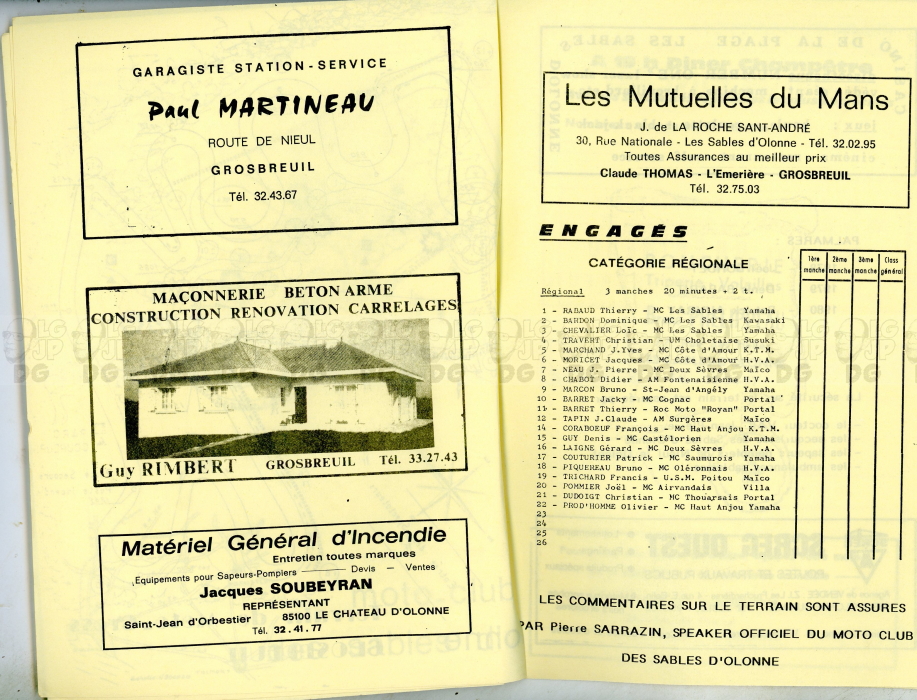 GARAGISTE STATION-SERVICE
Paul MARTINEAU
ROUTE DE NIEUL
GROSBREUIL
Tél. 32.43.67
MAÇONNERIE BETON ARME
CONSTRUCTION RENOVATION CARRELAGES
Guy RIMBERT GROSBREUIL Tél. 33.27.43
Matériel Général d'Incendie
Entretien toutes marques
Equipements pour Sapeurs-Pompiers ——— Devis - Ventes
Jacques SOUBEYRAN
REPRÉSENTANT
Saint-Jean d'Orbestier 85100 LE CHATEAU D'OLONNE
Tél. 32.41.77
Les Mutuelles du Mans
J. de LA ROCHE SANT-ANDRÉ
30, Rue Nationale - Les Sables d'Olonne - Tél. 32.02.95
Toutes Assurances au meilleur prix
Claude THOMAS - L'Emerière - GROSBREUIL
Tél. 32.75.03
ENGAGÉS
CATÉGORIE RÉGIONALE
1ère manche 2ème manche 3ème manche Class général
Régional 3 manches 20 minutes + 2 t.
1 - RABAUD Thierry - MC Les Sables Yamaha
2 - BARDON Dominique - MC Les Sables Kavasaki
3 - CHEVALIER Loïc - MC Les Sables Yamaha
4 - TRAVERT Christian - UM Choletaise Susuki
5 - MARCHAND J.Yves - MC Côte d'Amour K.T.M.
6 - MORICET Jacques - MC Côte d'Amour H.V.A.
7 - NEAU J. Pierre - MC Deux Sèvres Maïco
8 - CHABOT Didier - AM Fontenaisienne H.V.A.
9 - MARCON Bruno - St-Jean d'Angély Yamaha
10 - BARRET Jacky - MC Cognac Portal
11 - BARRET Thierry - Roc Moto "Royan" Portal
12 - TAPIN J.Claude - AM Surgères Maïco
14 - CORABOEUF François - MC Haut Anjou K.T.M.
15 - GUY Denis - MC Castélorien Yamaha
16 - LAIGNE Gérard - MC Deux Sèvres H.V.A.
17 - COUTURIER Patrick - MC Saumurois Yamaha
18 - PIQUEREAU Bruno - MC Oléronnais H.V.A.
19 - TRICHARD Francis - U.S.M. Poitou Maïco
20 - POMMIER Joël - MC Airvandais Villa
21 - DUDOIGT Christian - MC Thouarsais Portal
22 - PROD'HOMME Olivier - MC Haut Anjou Yamaha
23
24
25
26
LES COMMENTAIRES SUR LE TERRAIN SONT ASSURES
PAR Pierre SARRAZIN, SPEAKER OFFICIEL DU MOTO CLUB
DES SABLES D'OLONNE